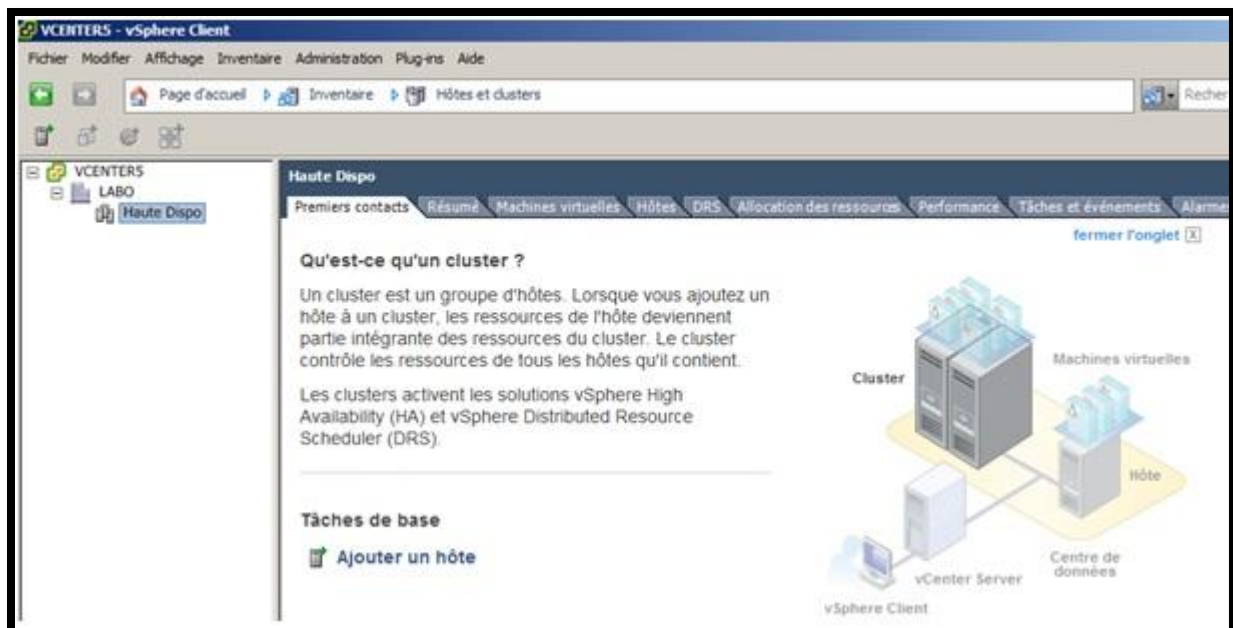 VCENTER5 - vSphere Client
Fichier Modifier Affichage Inventaire Administration Plug-ins Aide
Page d'accueil Inventaire Hôtes et clusters
VCENTER5
LABO
Haute Dispo
Haute Dispo
Premiers contacts Résumé Machines virtuelles Hôtes DRS Allocation des ressources Performance Tâches et événements
fermer l'onglet
Qu'est-ce qu'un cluster ?
Un cluster est un groupe d'hôtes. Lorsque vous ajoutez un
hôte à un cluster, les ressources de l'hôte deviennent
partie intégrante des ressources du cluster. Le cluster
contrôle les ressources de tous les hôtes qu'il contient.
Les clusters activent les solutions vSphere High
Availability (HA) et vSphere Distributed Resource
Scheduler (DRS).
Tâches de base
Ajouter un hôte
Machines virtuelles
Cluster
Hôte
Centre de
données
vCenter Server
vSphere Client